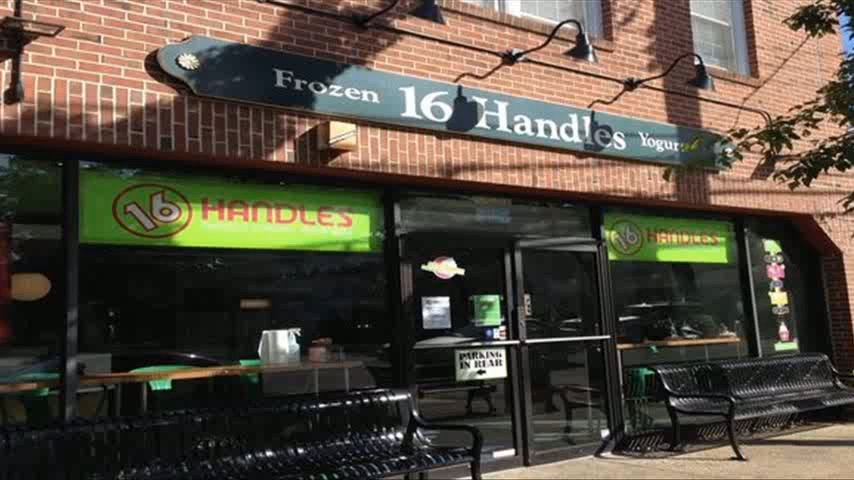 Frozen 16 Handles Yogurt
16 HANDLES
16 HANDLES
PARKING
IN REAR